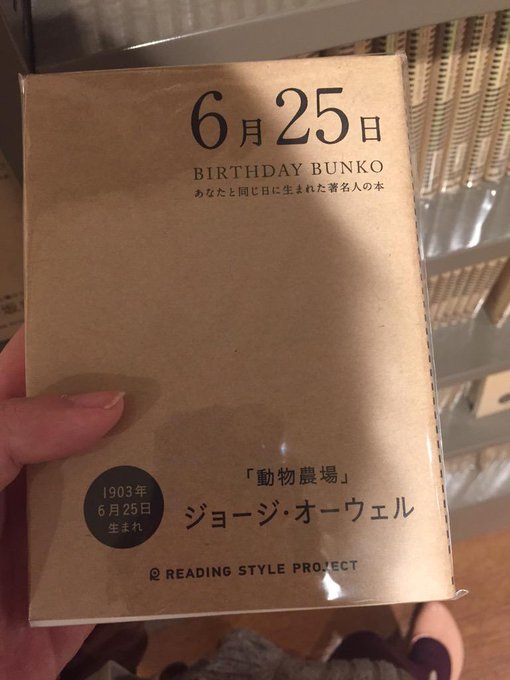 6月25日
BIRTHDAY BUNKO
あなたと同じ日に生まれた著名人の本
1903年
6月25日
生まれ
「動物農場」
ジョージ・オーウェル
READING STYLE PROJECT